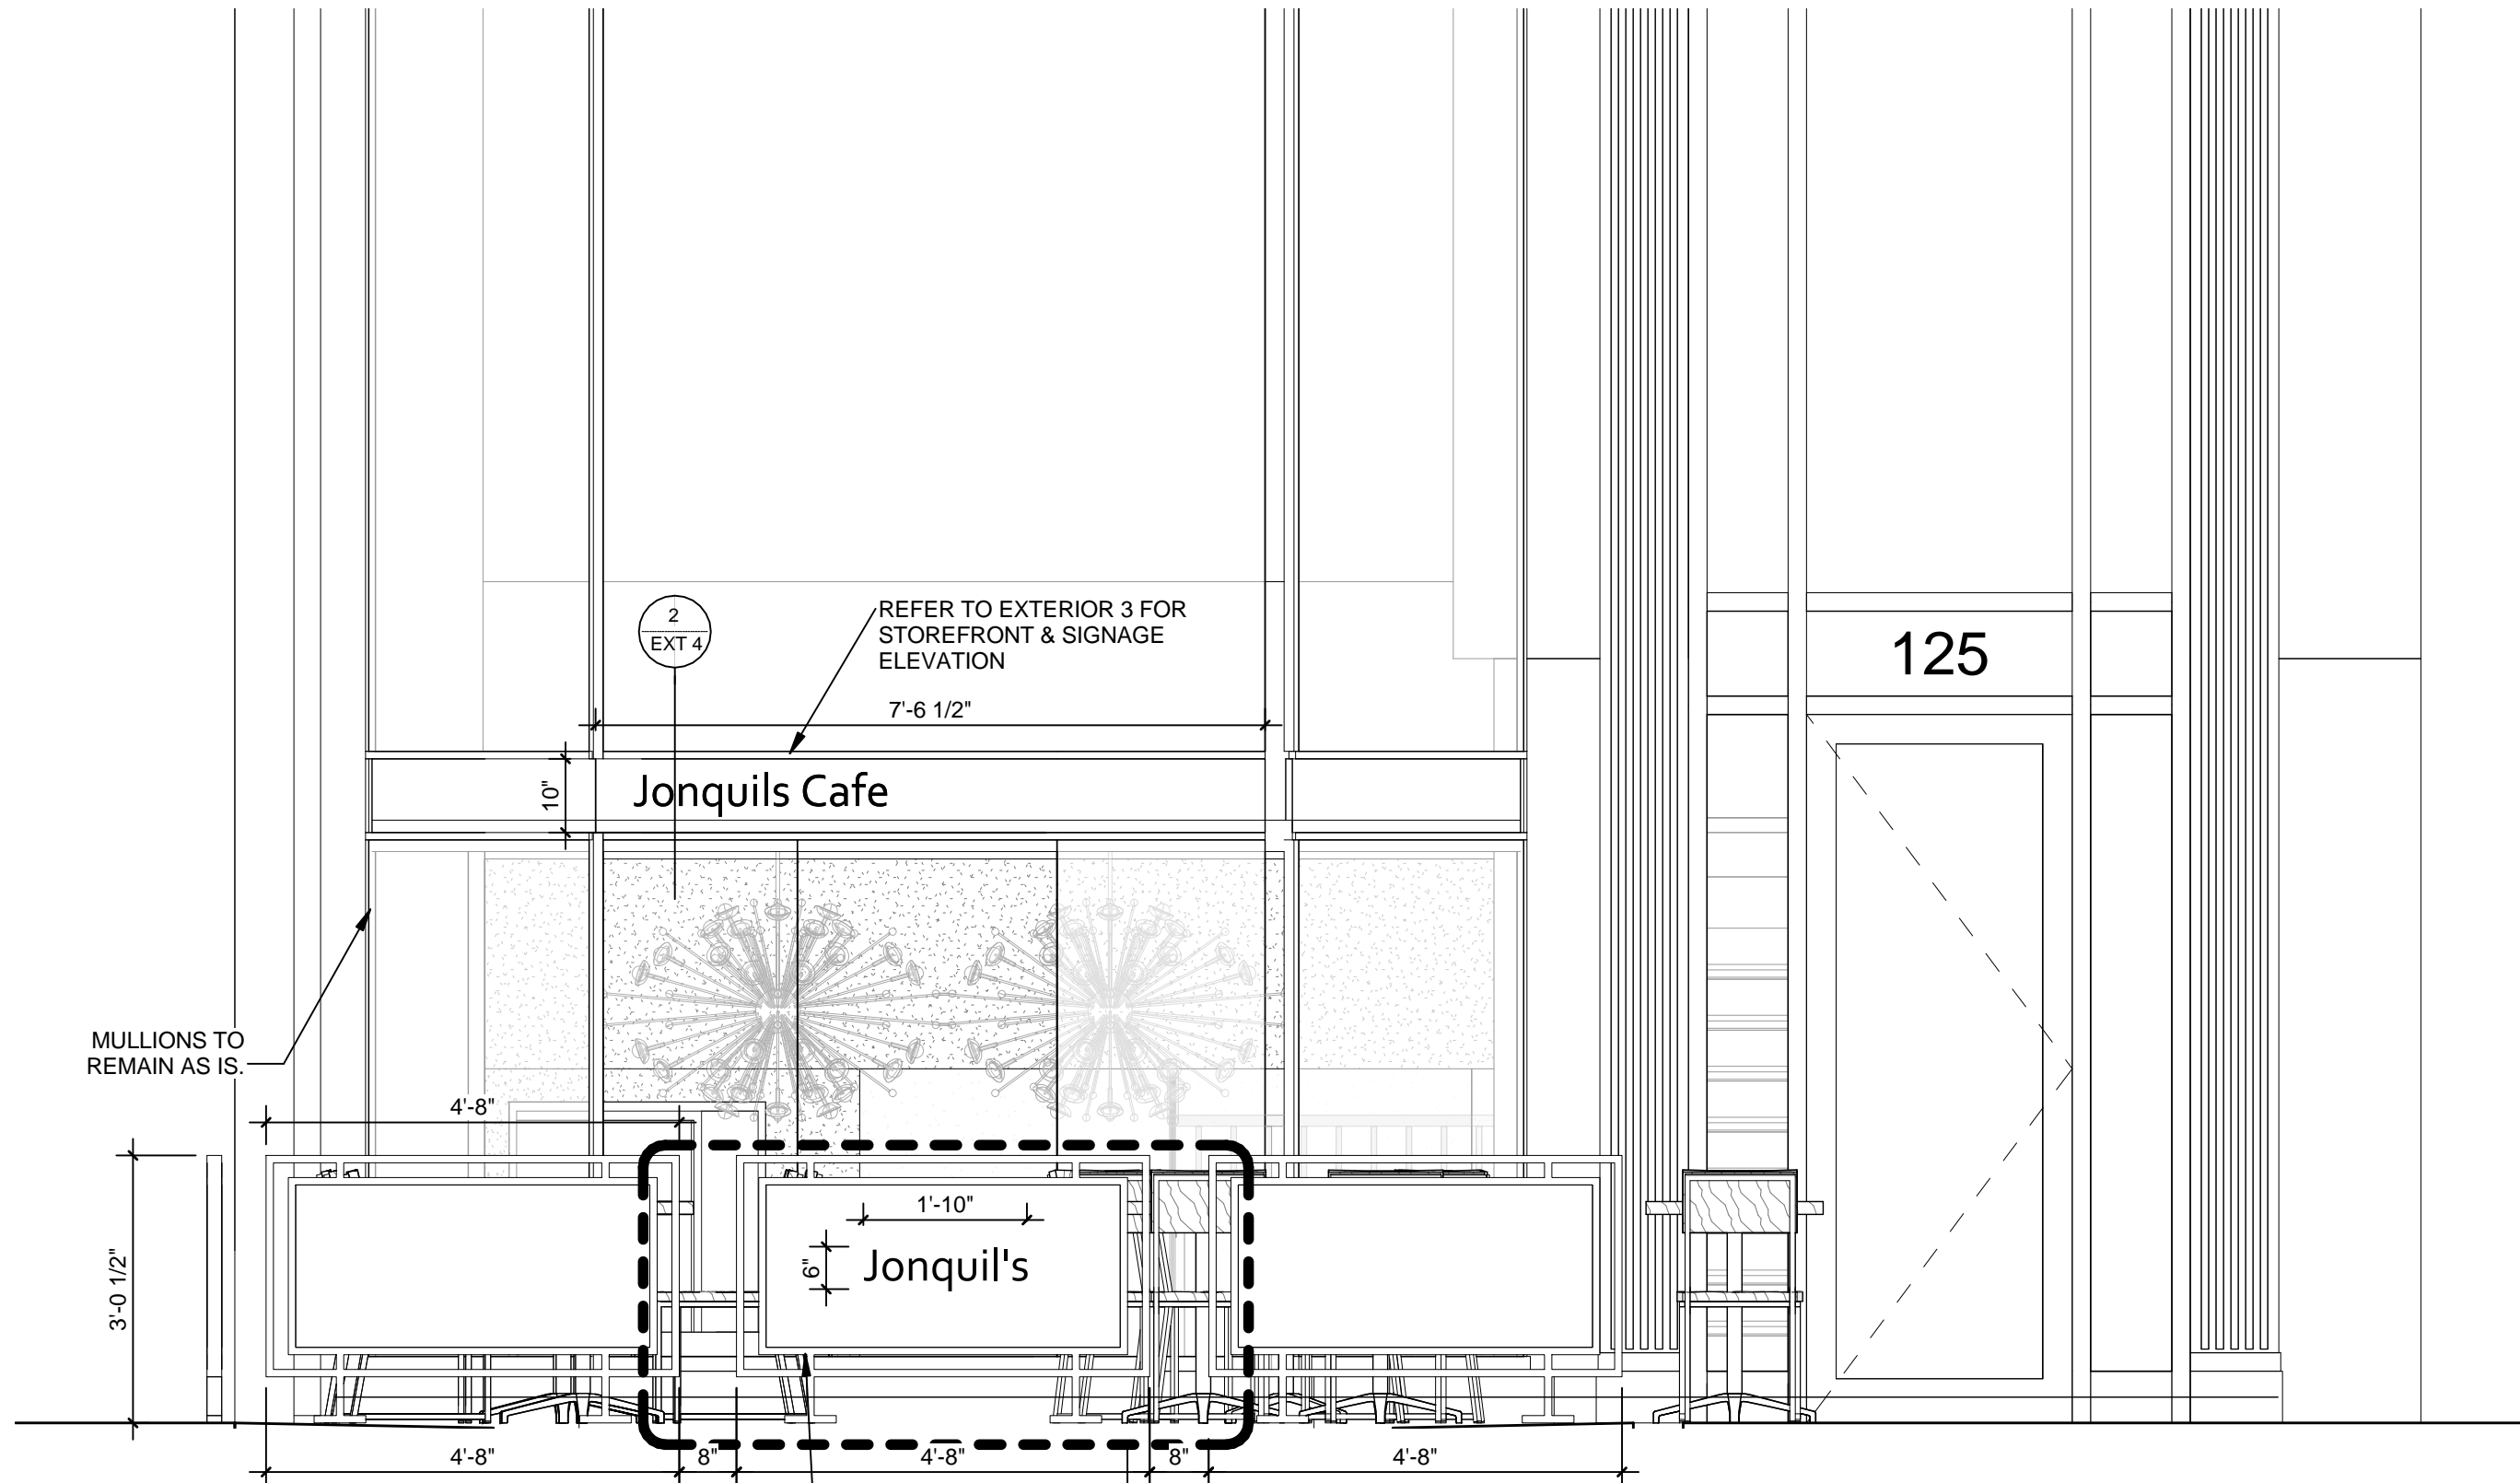 2
EXT 4
REFER TO EXTERIOR 3 FOR
STOREFRONT & SIGNAGE
ELEVATION
125
7'-6 1/2"
10"
Jonquils Cafe
MULLIONS TO
REMAIN AS IS.
4'-8"
3'-0 1/2"
1'-10"
6"
Jonquil's
4'-8"
8"
4'-8"
8"
4'-8"